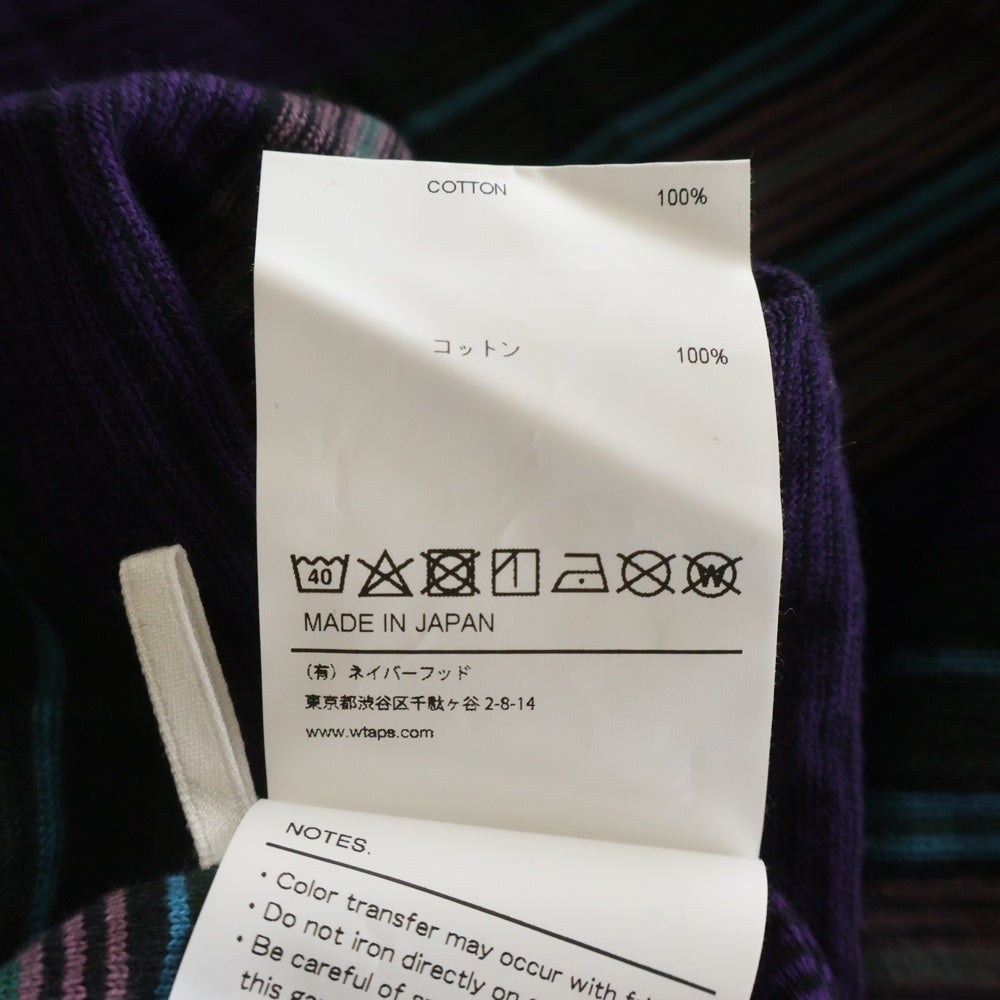 COTTON 100%
コットン 100%
40
W
MADE IN JAPAN
(有) ネイバーフッド
東京都渋谷区千駄ヶ谷 2-8-14
www.wtaps.com
NOTES.
・Color transfer may occur with
・Do not iron directly on
・Be careful of
this